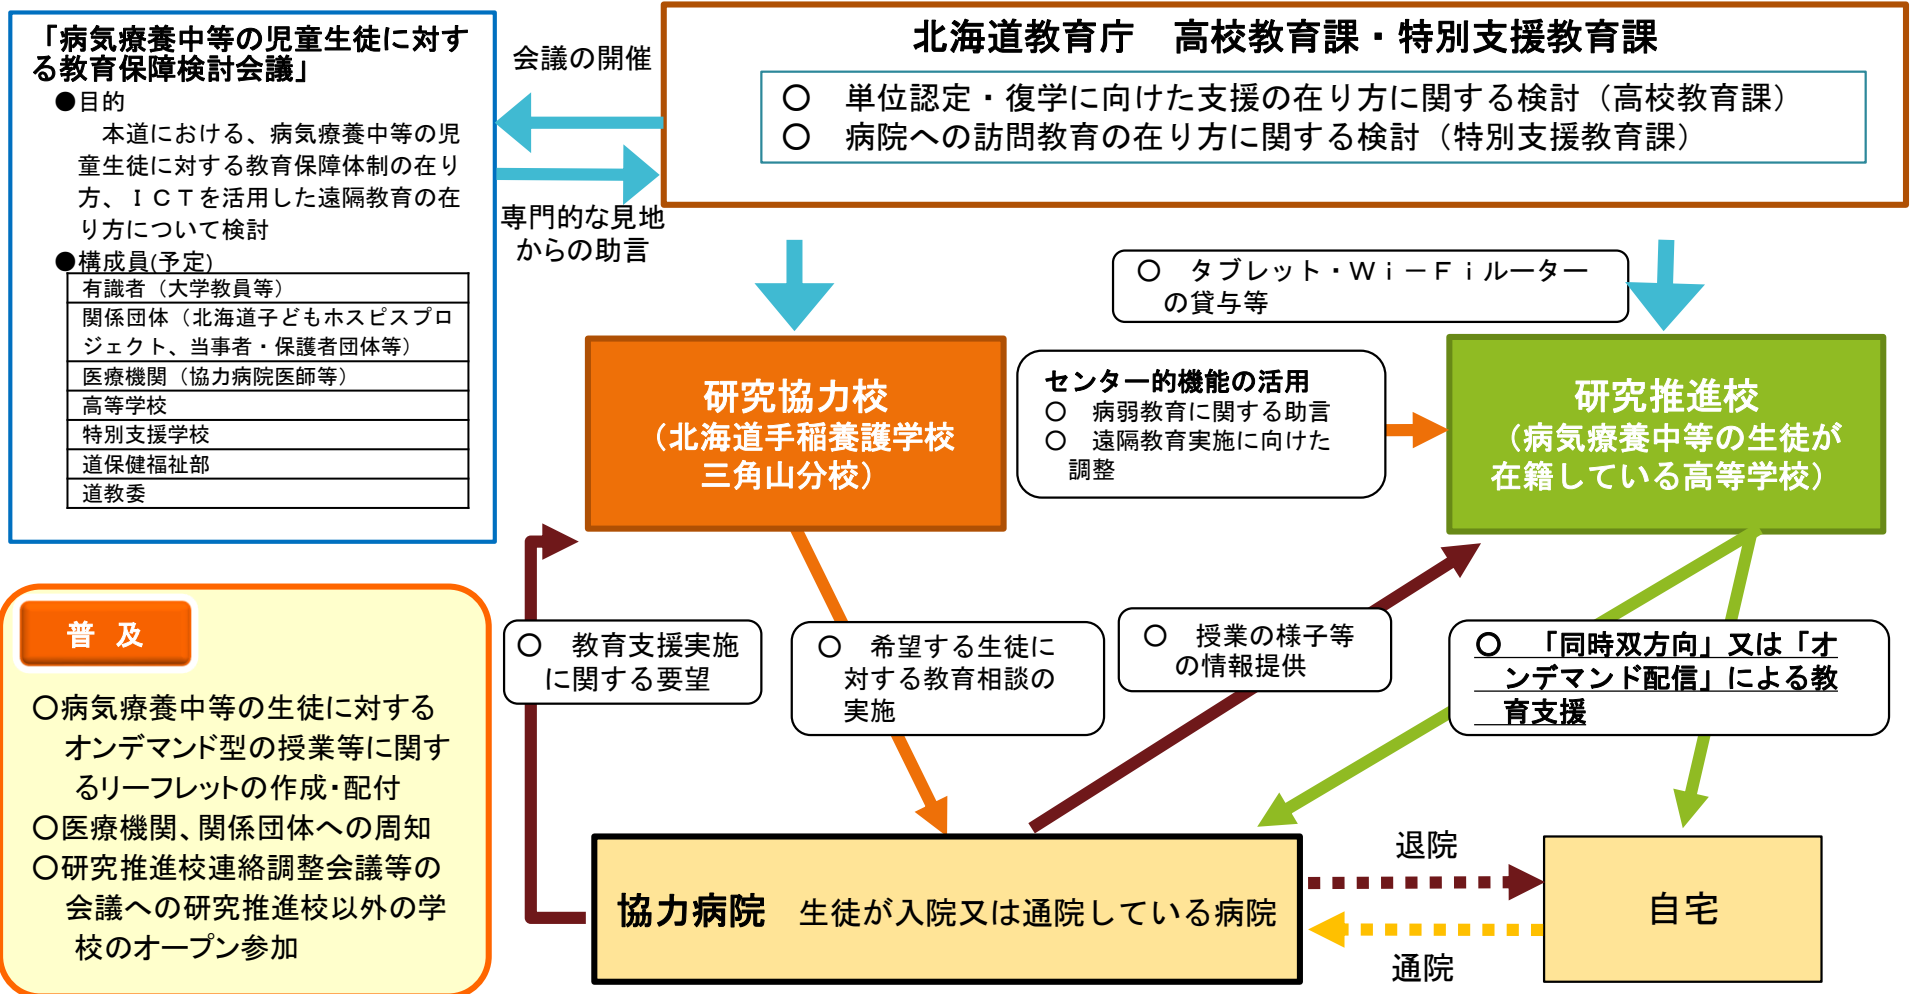 「病気療養中等の児童生徒に対す
る教育保障検討会議」
●目的
本道における、病気療養中等の児
童生徒に対する教育保障体制の在り
方、ＩＣＴを活用した遠隔教育の在
り方について検討
●構成員(予定)
有識者（大学教員等）
関係団体（北海道子どもホスピスプロ
ジェクト、当事者・保護者団体等）
医療機関（協力病院医師等）
高等学校
特別支援学校
道保健福祉部
道教委
会議の開催
専門的な見地
からの助言
北海道教育庁　高校教育課・特別支援教育課
○　単位認定・復学に向けた支援の在り方に関する検討（高校教育課）
○　病院への訪問教育の在り方に関する検討（特別支援教育課）
○　タブレット・Ｗｉ－Ｆｉルーター
の貸与等
研究協力校
（北海道手稲養護学校
三角山分校）
センター的機能の活用
○　病弱教育に関する助言
○　遠隔教育実施に向けた
調整
研究推進校
（病気療養中等の生徒が
在籍している高等学校）
○　教育支援実施
に関する要望
○　希望する生徒に
対する教育相談の
実施
○　授業の様子等
の情報提供
○　「同時双方向」又は「オ
ンデマンド配信」による教
育支援
普 及
○病気療養中等の生徒に対する
オンデマンド型の授業等に関す
るリーフレットの作成・配付
○医療機関、関係団体への周知
○研究推進校連絡調整会議等の
会議への研究推進校以外の学
校のオープン参加
協力病院　生徒が入院又は通院している病院
退院
通院
自宅